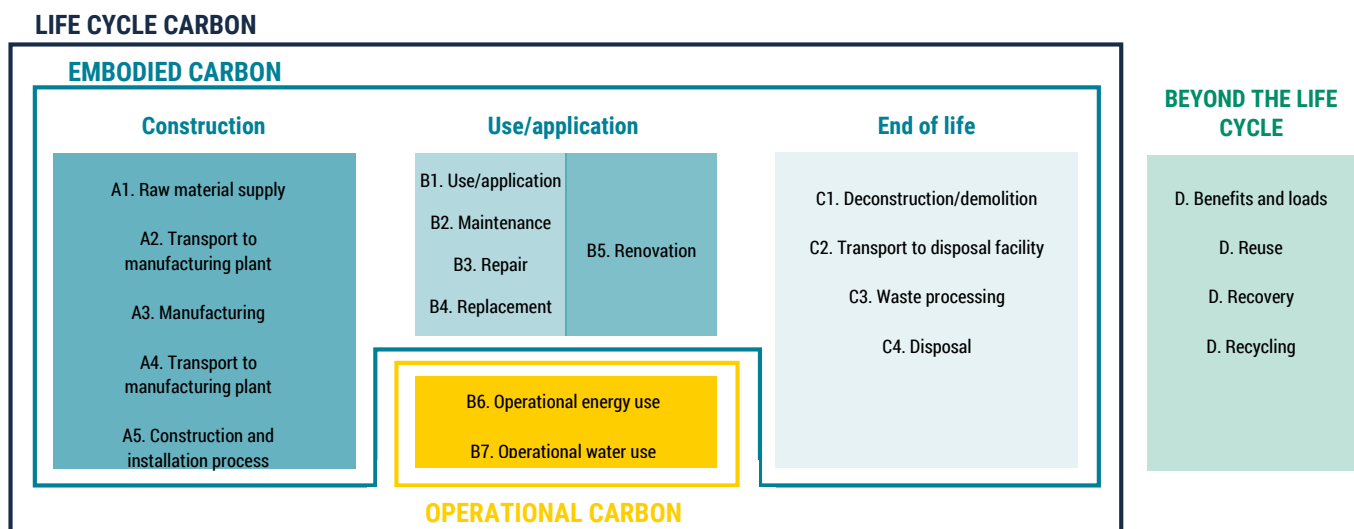 LIFE CYCLE CARBON
EMBODIED CARBON
Construction
A1. Raw material supply
A2. Transport to
manufacturing plant
A3. Manufacturing
A4. Transport to
manufacturing plant
A5. Construction and
installation process
Use/application
B1. Use/application
B2. Maintenance
B3. Repair
B4. Replacement
B5. Renovation
B6. Operational energy use
B7. Operational water use
OPERATIONAL CARBON
End of life
C1. Deconstruction/demolition
C2. Transport to disposal facility
C3. Waste processing
C4. Disposal
BEYOND THE LIFE
CYCLE
D. Benefits and loads
D. Reuse
D. Recovery
D. Recycling